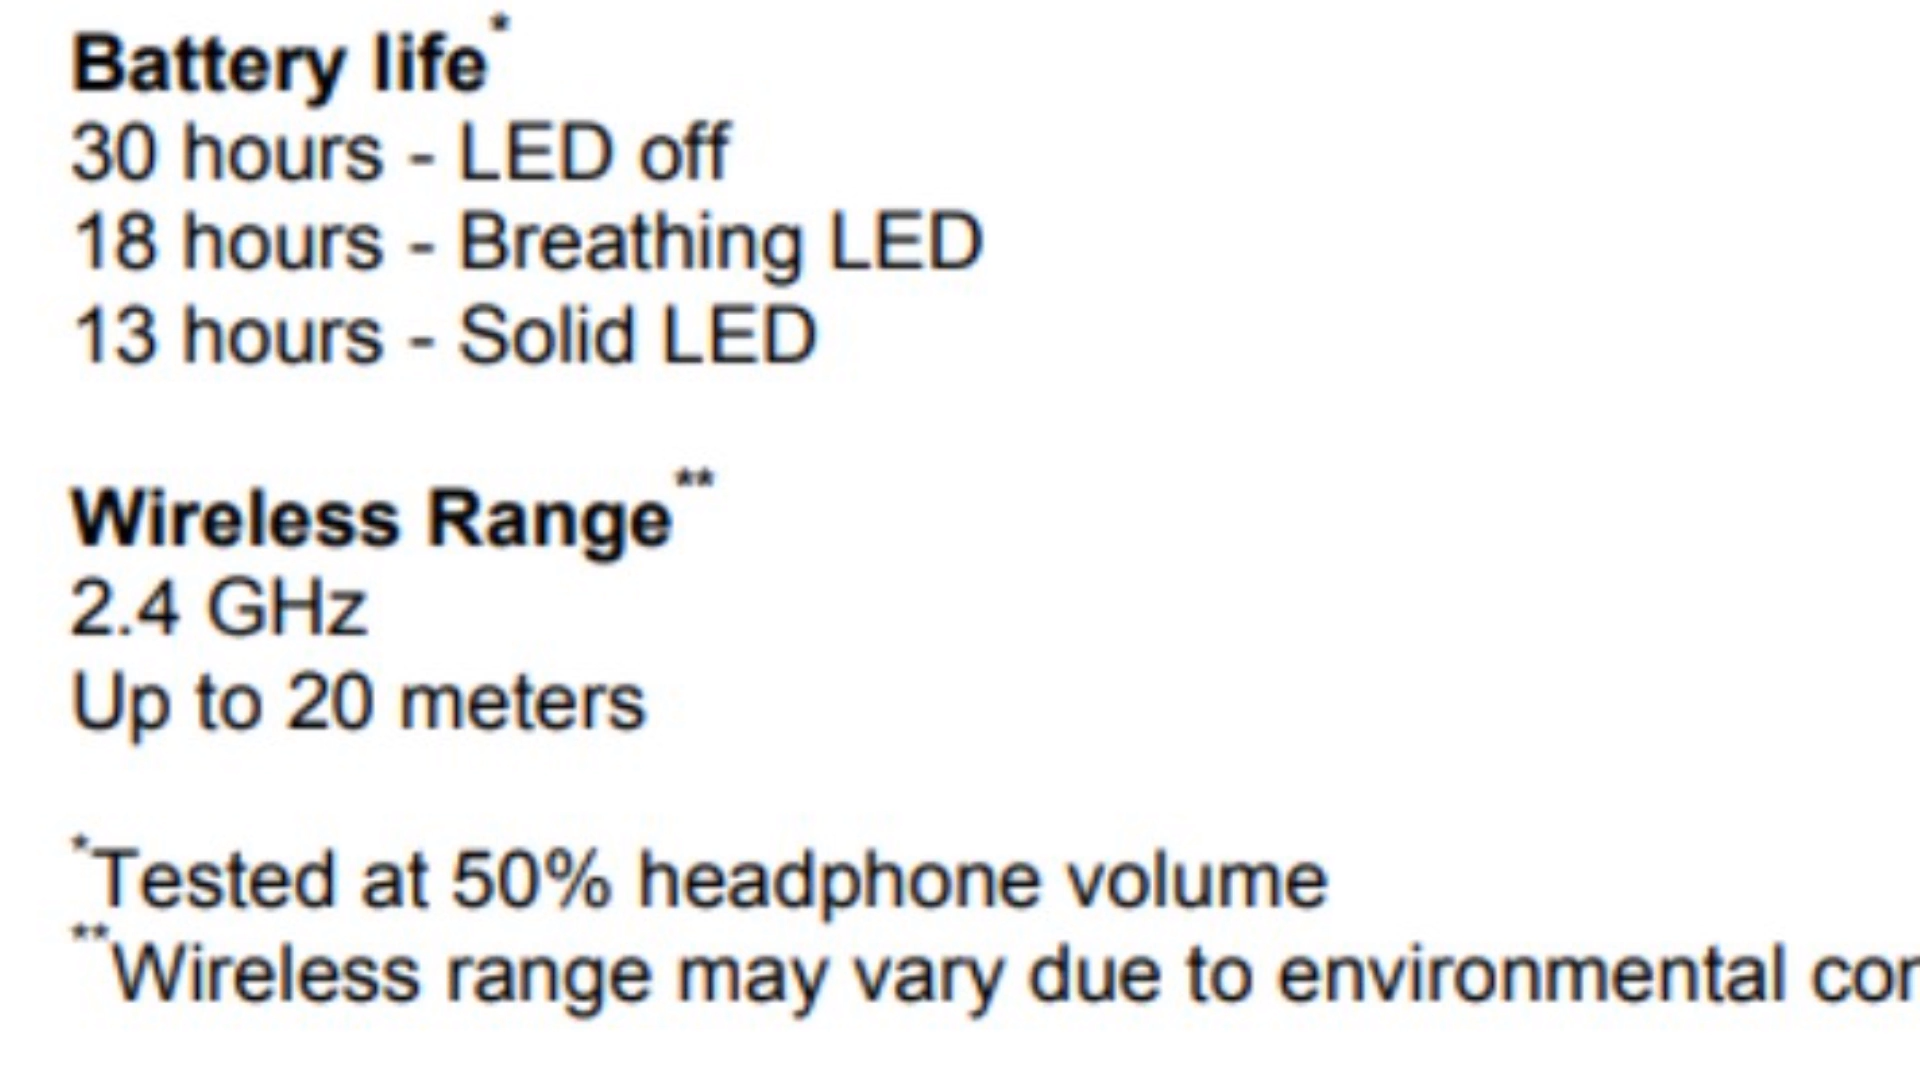 Battery life*
30 hours - LED off
18 hours - Breathing LED
13 hours - Solid LED
Wireless Range**
2.4 GHz
Up to 20 meters
*Tested at 50% headphone volume
**Wireless range may vary due to environmental